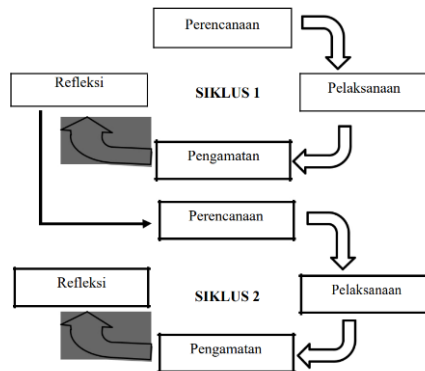 Perencanaan
Refleksi
SIKLUS 1
Pelaksanaan
Pengamatan
Perencanaan
Refleksi
SIKLUS 2
Pelaksanaan
Pengamatan